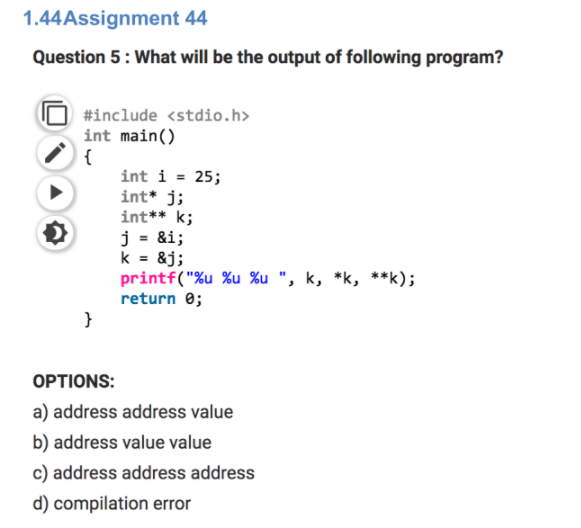 1.44Assignment 44
Question 5 : What will be the output of following program?
#include <stdio.h>
int main()
{
int i = 25;
int* j;
int** k;
j = &i;
k = &j;
printf("%u %u %u ", k, *k, **k);
return 0;
}
OPTIONS:
a) address address value
b) address value value
c) address address address
d) compilation error